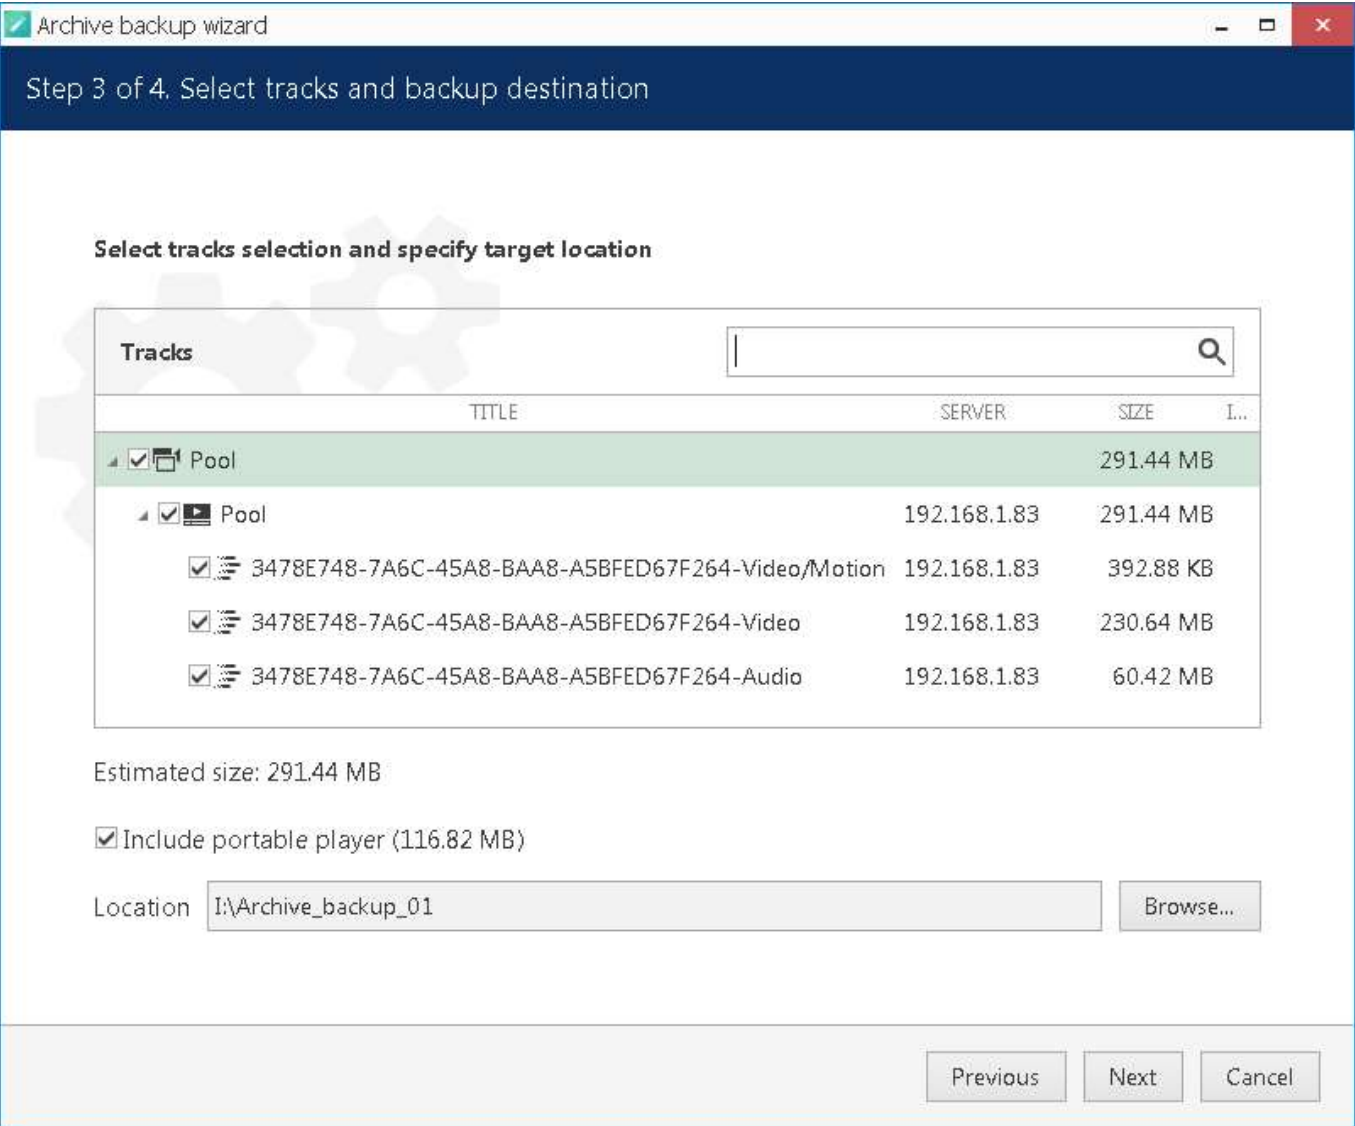 Archive backup wizard
Step 3 of 4. Select tracks and backup destination
Select tracks selection and specify target location
Tracks
TITLE SERVER SIZE I...
Pool 291.44 MB
Pool 192.168.1.83 291.44 MB
3478E748-7A6C-45A8-BAA8-A5BFED67F264-Video/Motion 192.168.1.83 392.88 KB
3478E748-7A6C-45A8-BAA8-A5BFED67F264-Video 192.168.1.83 230.64 MB
3478E748-7A6C-45A8-BAA8-A5BFED67F264-Audio 192.168.1.83 60.42 MB
Estimated size: 291.44 MB
Include portable player (116.82 MB)
Location I:\Archive_backup_01 Browse...
Previous Next Cancel